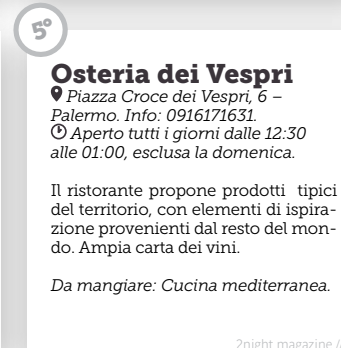 5º
Osteria dei Vespri
Piazza Croce dei Vespri, 6 –
Palermo. Info: 0916171631.
Aperto tutti i giorni dalle 12:30
alle 01:00, esclusa la domenica.
Il ristorante propone prodotti tipici
del territorio, con elementi di ispira-
zione provenienti dal resto del mon-
do. Ampia carta dei vini.
Da mangiare: Cucina mediterranea.
2night magazine /